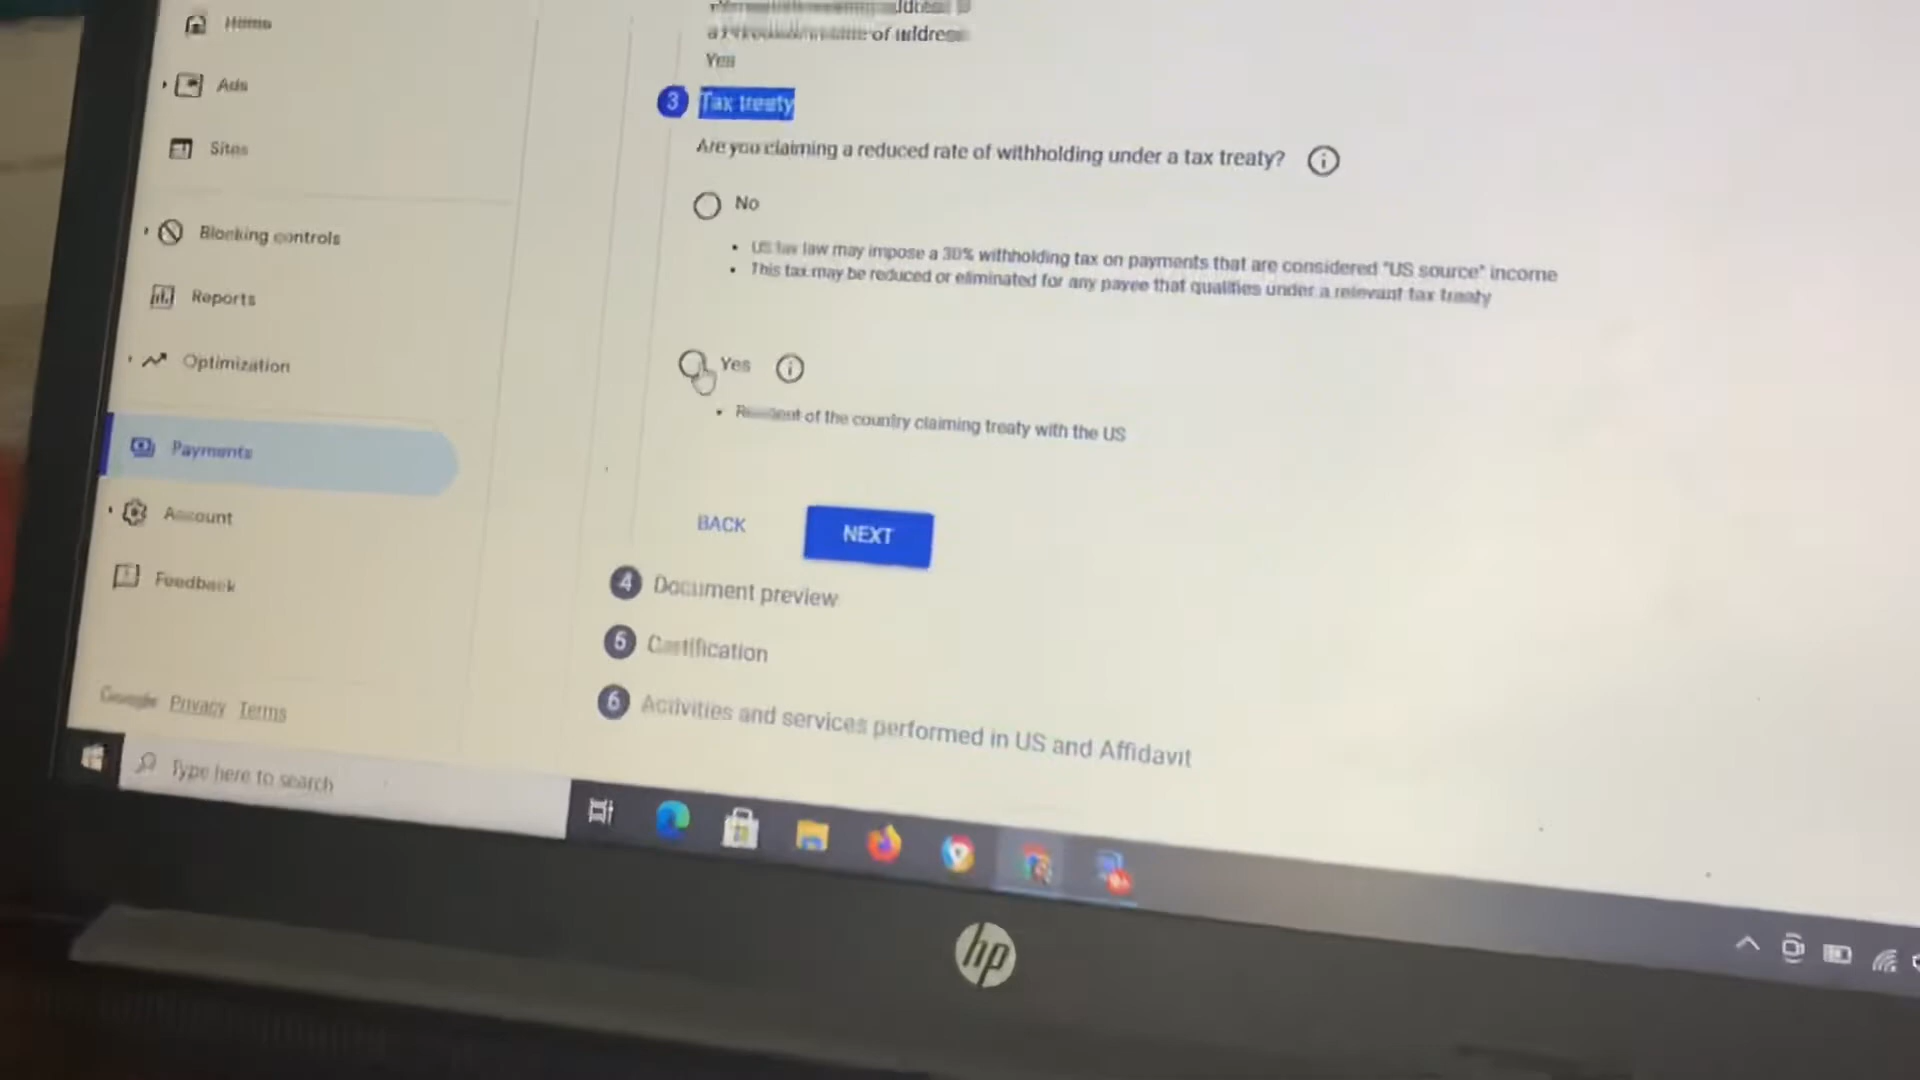 Home
Ads
Sites
Blocking controls
Reports
Optimization
Payments
Account
Feedback
Google Privacy Terms
of address
Yes
3 Tax treaty
Are you claiming a reduced rate of withholding under a tax treaty?
No
• US tax law may impose a 30% withholding tax on payments that are considered "US source" income
• This tax may be reduced or eliminated for any payee that qualifies under a relevant tax treaty
Yes
• Resident of the country claiming treaty with the US
BACK NEXT
4 Document preview
5 Certification
6 Activities and services performed in US and Affidavit
Type here to search
hp